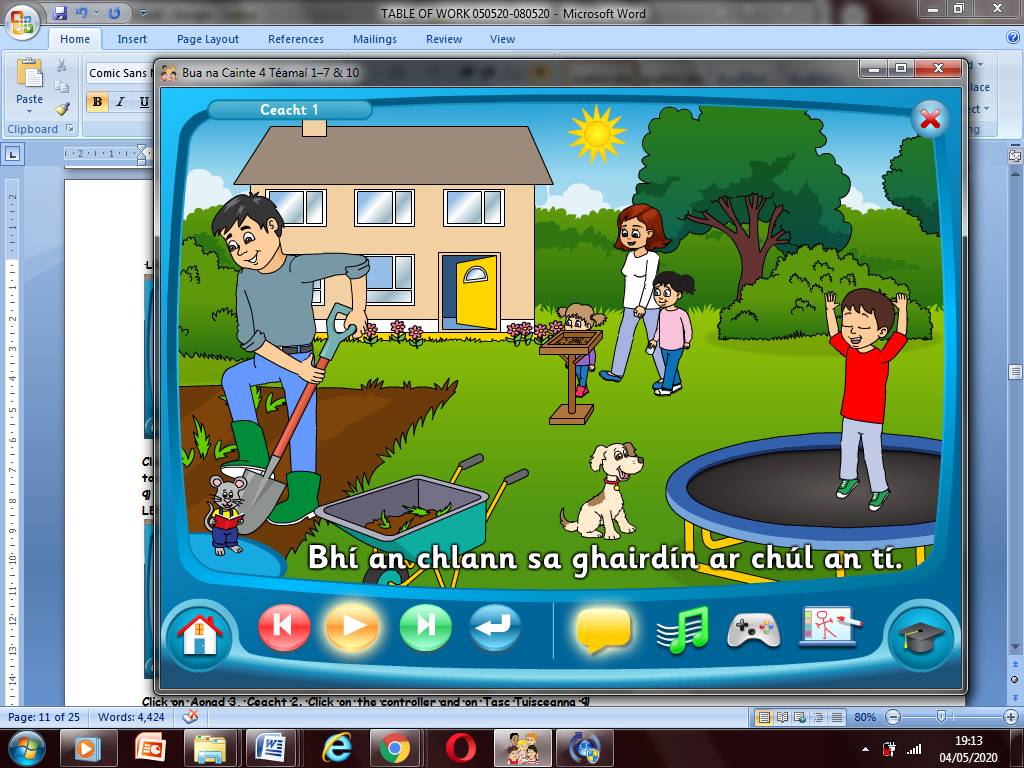 TABLE OF WORK 050520-080520 - Microsoft Word
Home Insert Page Layout References Mailings Review View
Paste
Clipboard
Comic Sans
B I U
Bua na Cainte 4 Téamaí 1–7 & 10
Ceacht 1
Bhí an chlann sa ghairdín ar chúl an tí.
Click on Aonad 3, Ceacht 2. Click on the controller and on Tasc Tuisceanna ¶
Page: 11 of 25 Words: 4,424 80%
19:13
04/05/2020